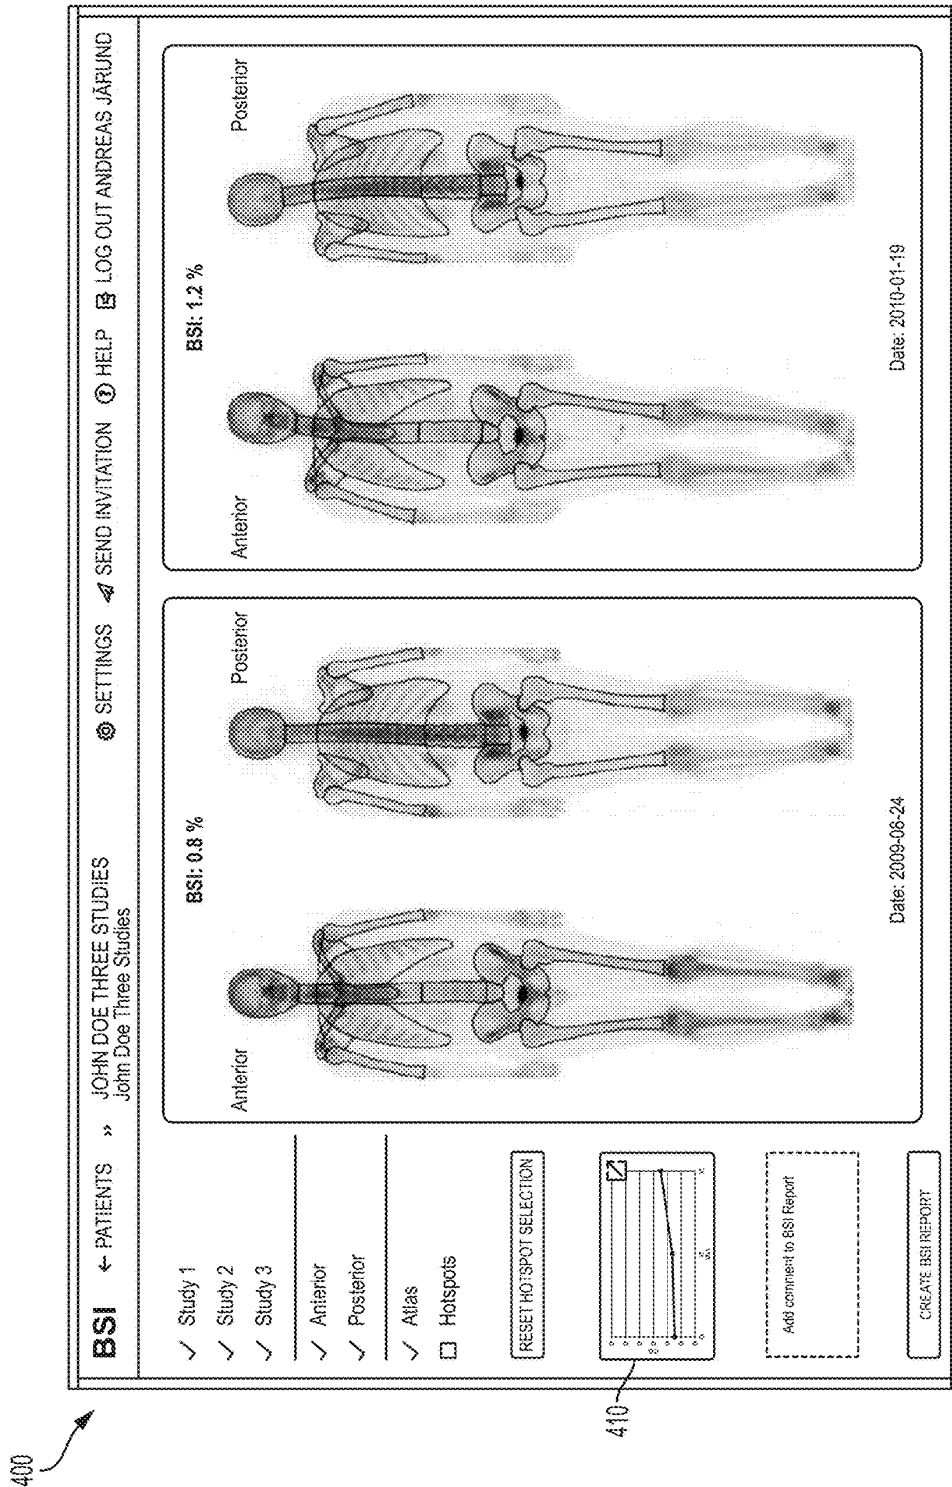 400
BSI ← PATIENTS » JOHN DOE THREE STUDIES SETTINGS SEND INVITATION HELP LOG OUT ANDREAS JÄRUND
John Doe Three Studies
Study 1
Study 2
Study 3
Anterior
Posterior
Atlas
Hotspots
RESET HOTSPOT SELECTION
410
Add comment to BSI Report
CREATE BSI REPORT
BSI: 0.8 %
Anterior
Posterior
Date: 2009-06-24
BSI: 1.2 %
Anterior
Posterior
Date: 2010-01-19